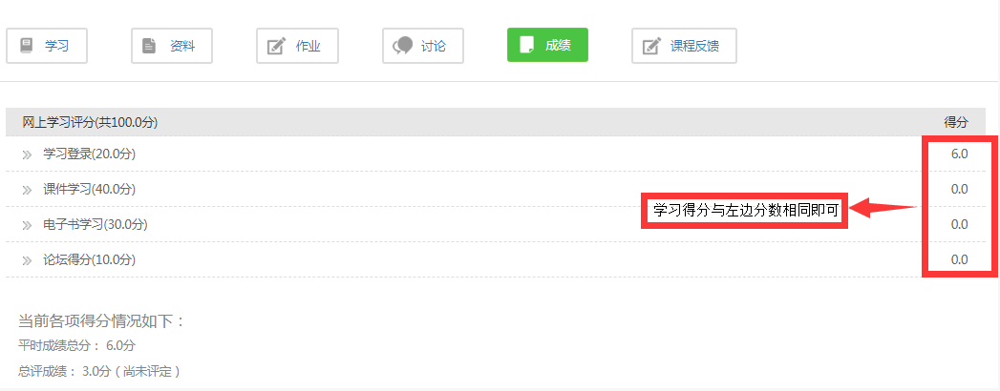 学习 资料 作业 讨论 成绩 课程反馈
网上学习评分(共100.0分) 得分
学习登录(20.0分) 6.0
课件学习(40.0分) 0.0
学习得分与左边分数相同即可
电子书学习(30.0分) 0.0
论坛得分(10.0分) 0.0
当前各项得分情况如下：
平时成绩总分： 6.0分
总评成绩： 3.0分 ( 尚未评定 )